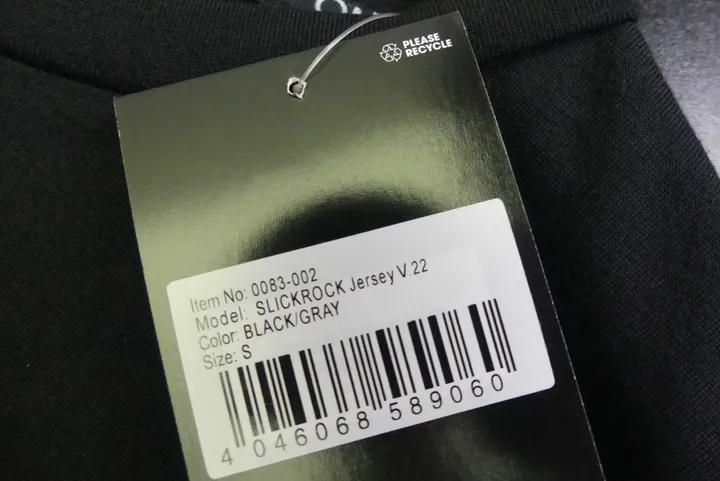 PLEASE
RECYCLE
Item No: 0083-002
Model: SLICKROCK Jersey V.22
Color: BLACK/GRAY
Size: S
4 046068 589060